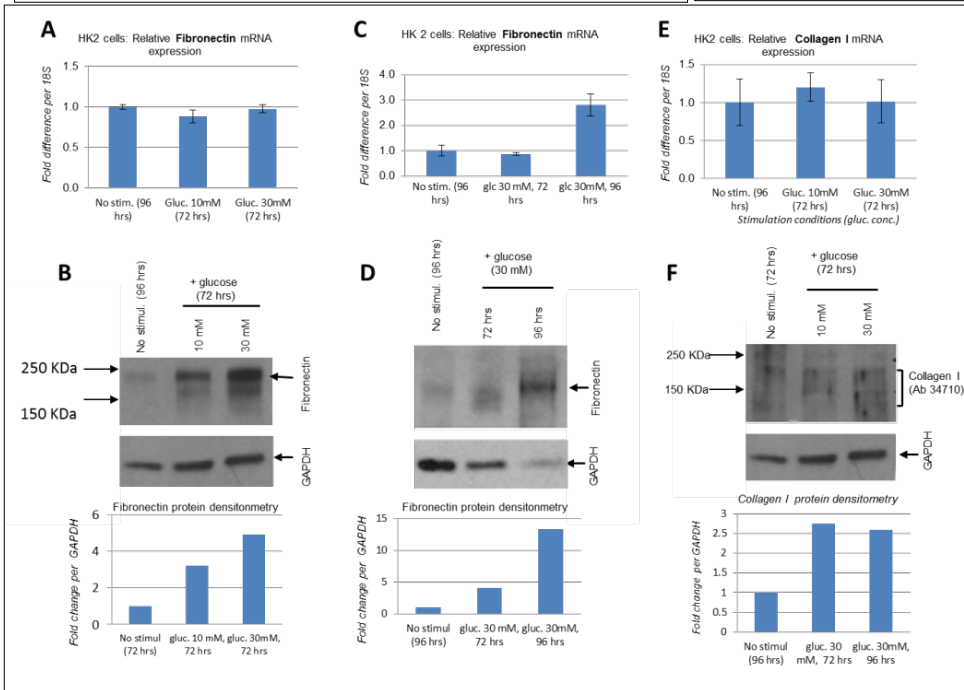 A
HK2 cells: Relative Fibronectin mRNA
expression
Fold difference per 18S
1.5
1.0
0.5
0.0
No stim. (96
hrs)
Gluc. 10mM
(72 hrs)
Gluc. 30mM
(72 hrs)
C
HK 2 cells: Relative Fibronectin mRNA
expression
Fold difference per 18S
4.0
3.0
2.0
1.0
0.0
No stim. (96
hrs)
glc 30 mM, 72
hrs
glc 30mM, 96
hrs
E
HK2 cells: Relative Collagen I mRNA
expression
Fold difference per 18S
1.5
1.0
0.5
0.0
No stim. (96
hrs)
Gluc. 10mM
(72 hrs)
Gluc. 30mM
(72 hrs)
Stimulation conditions (gluc. conc.)
B
No stimul. (96 hrs)
+ glucose
(72 hrs)
10 mM
30 mM
250 KDa
150 KDa
Fibronectin
GAPDH
Fibronectin protein densitonmetry
Fold change per GAPDH
6
4
2
0
No stimul
(72 hrs)
gluc. 10 mM,
72 hrs
gluc. 30mM,
72 hrs
D
No stimul. (96 hrs)
+ glucose
(30 mM)
72 hrs
96 hrs
Fibronectin
GAPDH
Fibronectin protein densitonmetry
Fold change per GAPDH
15
10
5
0
No stimul
(96 hrs)
gluc. 30 mM,
72 hrs
gluc. 30mM,
96 hrs
F
No stimul. (72 hrs)
+ glucose
(72 hrs)
10 mM
30 mM
250 KDa
150 KDa
Collagen I
(Ab 34710)
GAPDH
Collagen I protein densitometry
Fold change per GAPDH
3
2.5
2
1.5
1
0.5
0
No stimul
(96 hrs)
gluc. 30
mM, 72 hrs
gluc. 30mM,
96 hrs